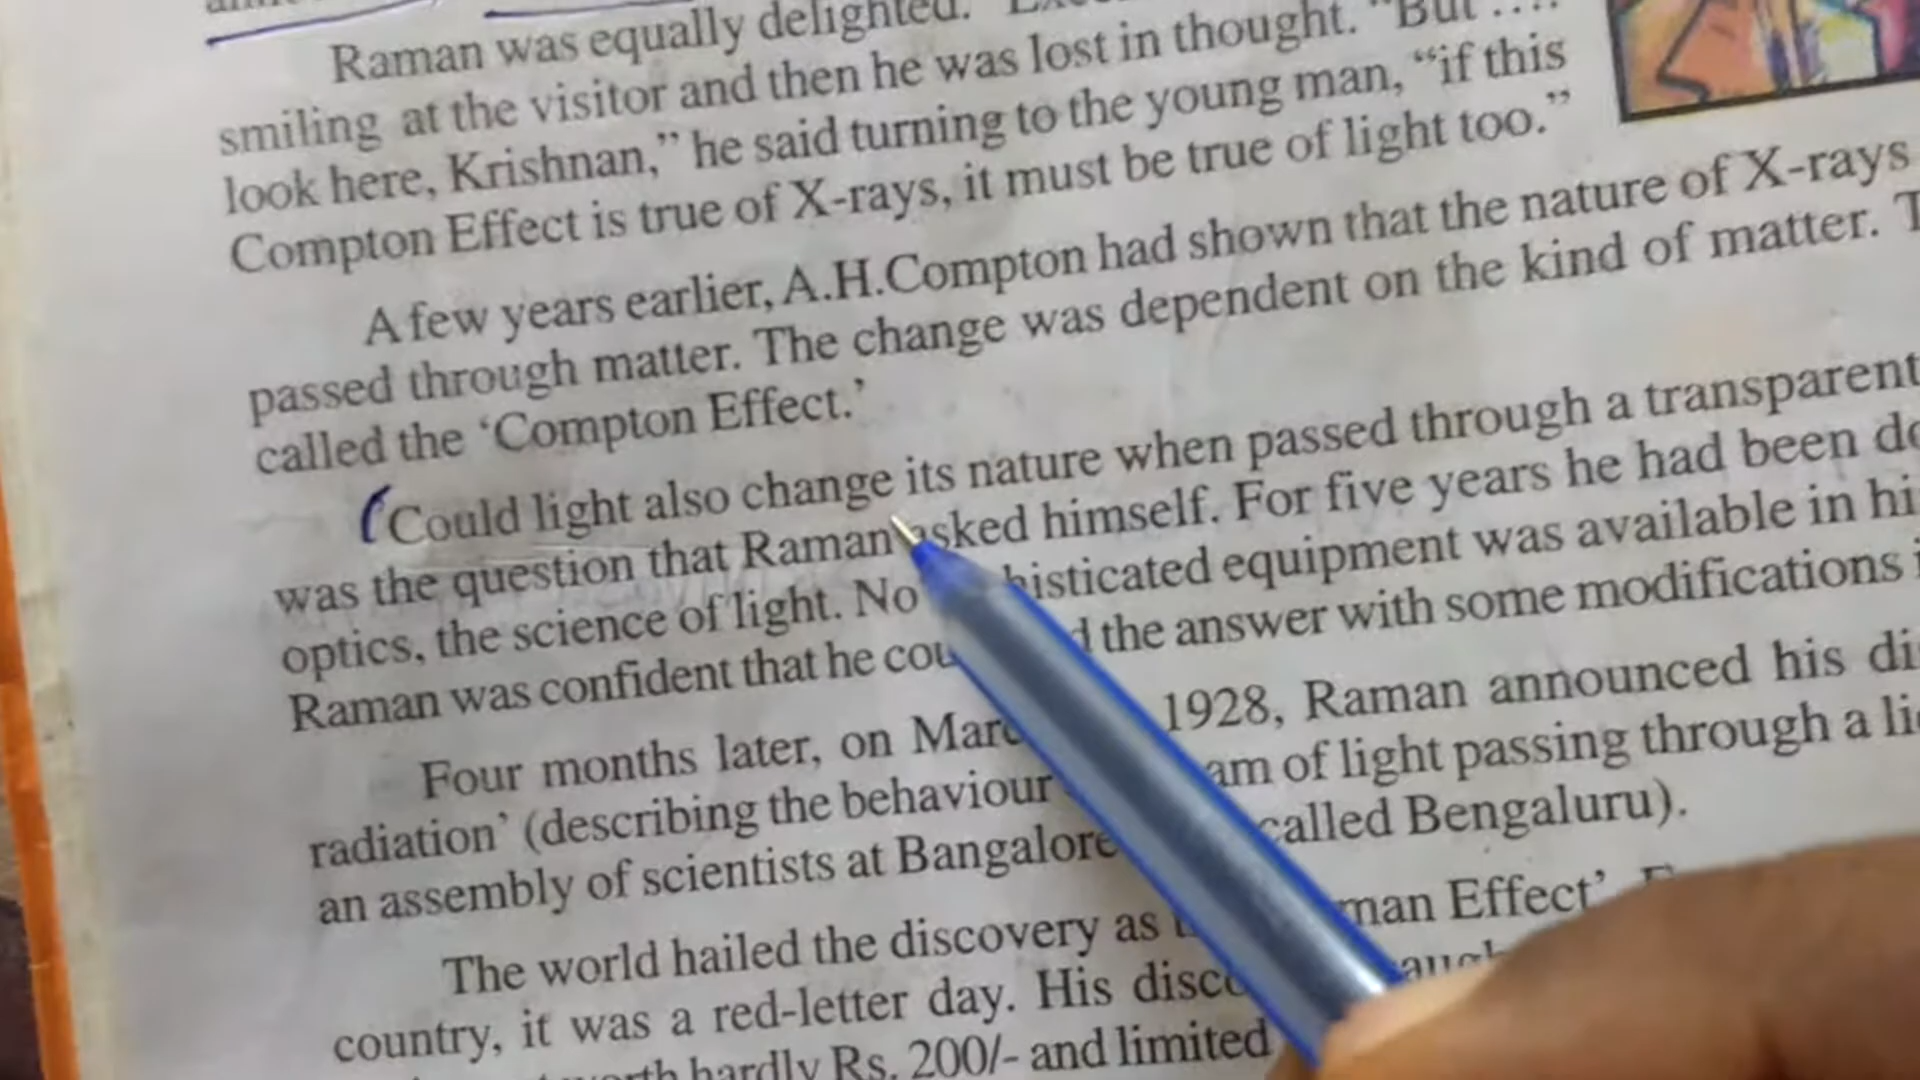 Raman was equally delighted.
smiling at the visitor and then he was lost in thought. "But ....
look here, Krishnan," he said turning to the young man, "if this
Compton Effect is true of X-rays, it must be true of light too."
A few years earlier, A.H.Compton had shown that the nature of X-rays
passed through matter. The change was dependent on the kind of matter. T
called the 'Compton Effect.'
(Could light also change its nature when passed through a transparent
was the question that Raman asked himself. For five years he had been do
optics, the science of light. No histicated equipment was available in hi
Raman was confident that he cou d the answer with some modifications i
Four months later, on Marc 1928, Raman announced his di
radiation' (describing the behaviour am of light passing through a li
an assembly of scientists at Bangalore called Bengaluru).
The world hailed the discovery as man Effect'.
country, it was a red-letter day. His disco
hardly Rs. 200/- and limited